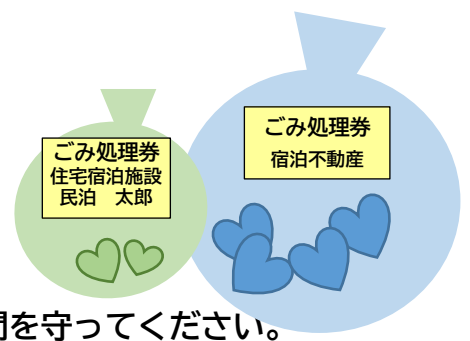 ごみ処理券
住宅宿泊施設
民泊　太郎
ごみ処理券
宿泊不動産
を守ってください。